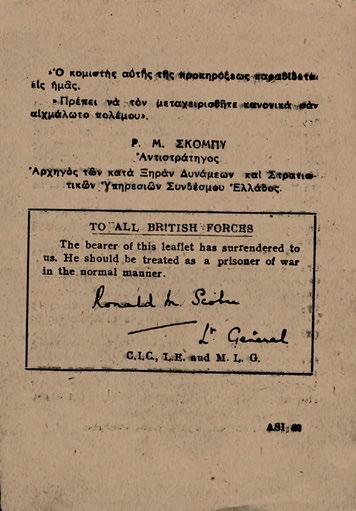 »Ὁ κομιστὴς αὐτῆς τῆς προκηρύξεως παραδίδεται
εἰς ἡμᾶς.
»Πρέπει νὰ τὸν μεταχειρισθῆτε κανονικὰ σὰν
αἰχμάλωτο πολέμου».
Ρ. Μ. ΣΚΟΜΠΥ
Ἀντιστράτηγος
Ἀρχηγὸς τῶν κατὰ Ξηρὰν Δυνάμεων καὶ Στρατιω-
τικῶν Ὑπηρεσιῶν Συνδέσμου Ἑλλάδος.
TO ALL BRITISH FORCES
The bearer of this leaflet has surrendered to
us. He should be treated as a prisoner of war
in the normal manner.
Ronald M Scobie
Lt General
C.I.C., L.F. and M. L. G.